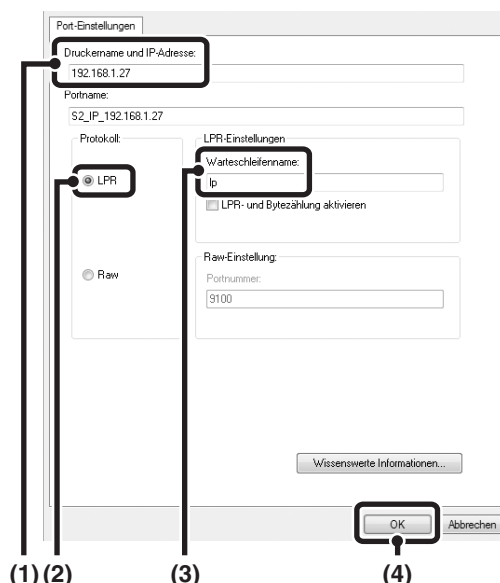 Port-Einstellungen
Druckername und IP-Adresse:
192.168.1.27
Portname:
S2_IP_192.168.1.27
Protokoll:
LPR
Raw
LPR-Einstellungen
Warteschleifenname:
lp
LPR- und Bytezählung aktivieren
Raw-Einstellung:
Portnummer:
9100
Wissenswerte Informationen...
OK
Abbrechen
(1) (2) (3) (4)